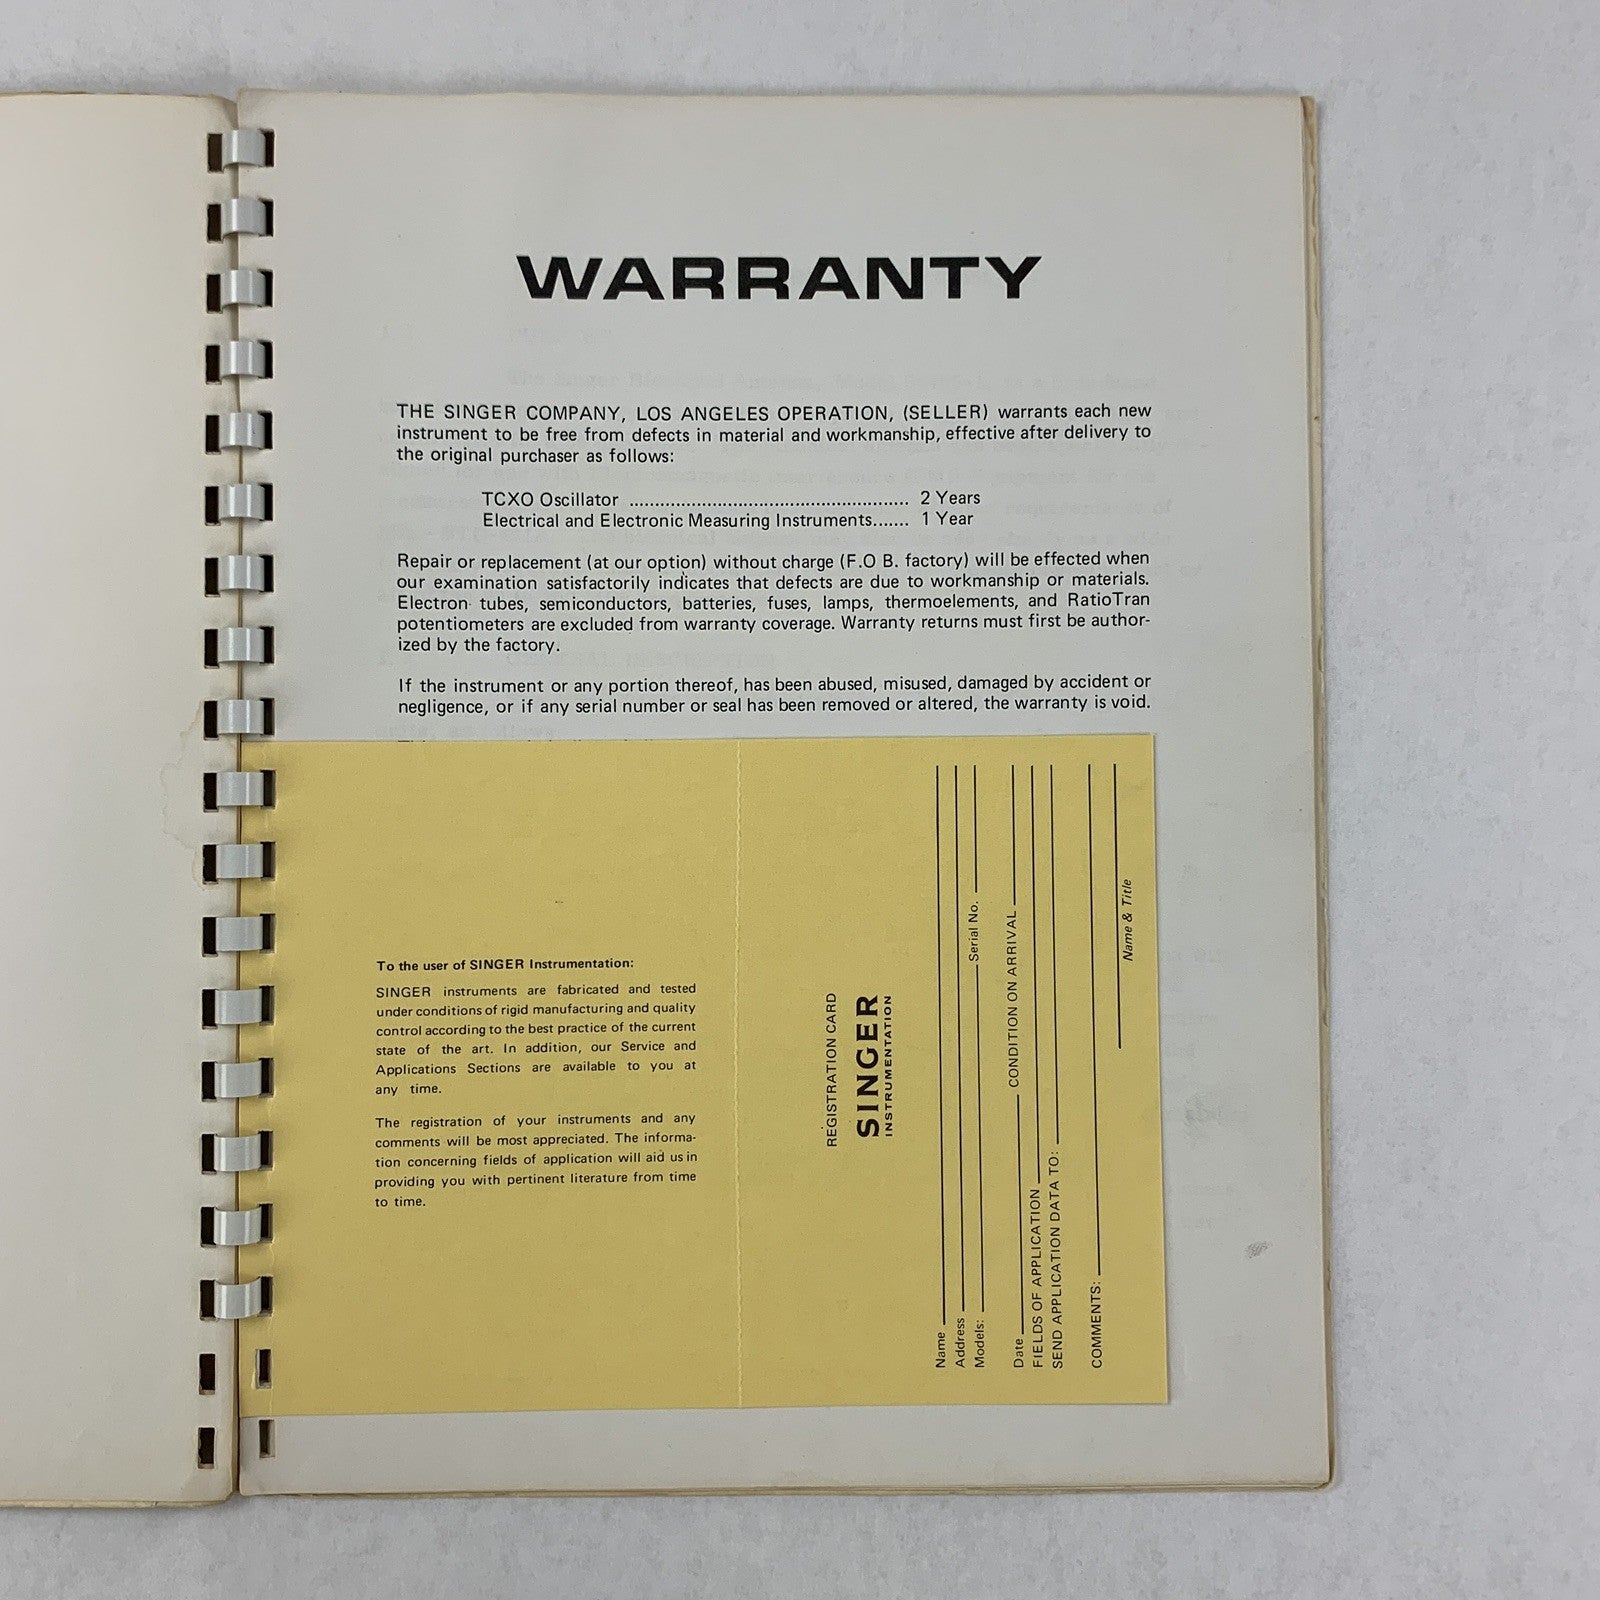 WARRANTY
THE SINGER COMPANY, LOS ANGELES OPERATION, (SELLER) warrants each new
instrument to be free from defects in material and workmanship, effective after delivery to
the original purchaser as follows:
TCXO Oscillator .................................................... 2 Years
Electrical and Electronic Measuring Instruments....... 1 Year
Repair or replacement (at our option) without charge (F.O B. factory) will be effected when
our examination satisfactorily indicates that defects are due to workmanship or materials.
Electron tubes, semiconductors, batteries, fuses, lamps, thermoelements, and RatioTran
potentiometers are excluded from warranty coverage. Warranty returns must first be author-
ized by the factory.
If the instrument or any portion thereof, has been abused, misused, damaged by accident or
negligence, or if any serial number or seal has been removed or altered, the warranty is void.
To the user of SINGER Instrumentation:
SINGER instruments are fabricated and tested
under conditions of rigid manufacturing and quality
control according to the best practice of the current
state of the art. In addition, our Service and
Applications Sections are available to you at
any time.
The registration of your instruments and any
comments will be most appreciated. The informa-
tion concerning fields of application will aid us in
providing you with pertinent literature from time
to time.
REGISTRATION CARD
SINGER
INSTRUMENTATION
Name
Address
Models: Serial No.
Date CONDITION ON ARRIVAL
FIELDS OF APPLICATION
SEND APPLICATION DATA TO:
COMMENTS:
Name & Title